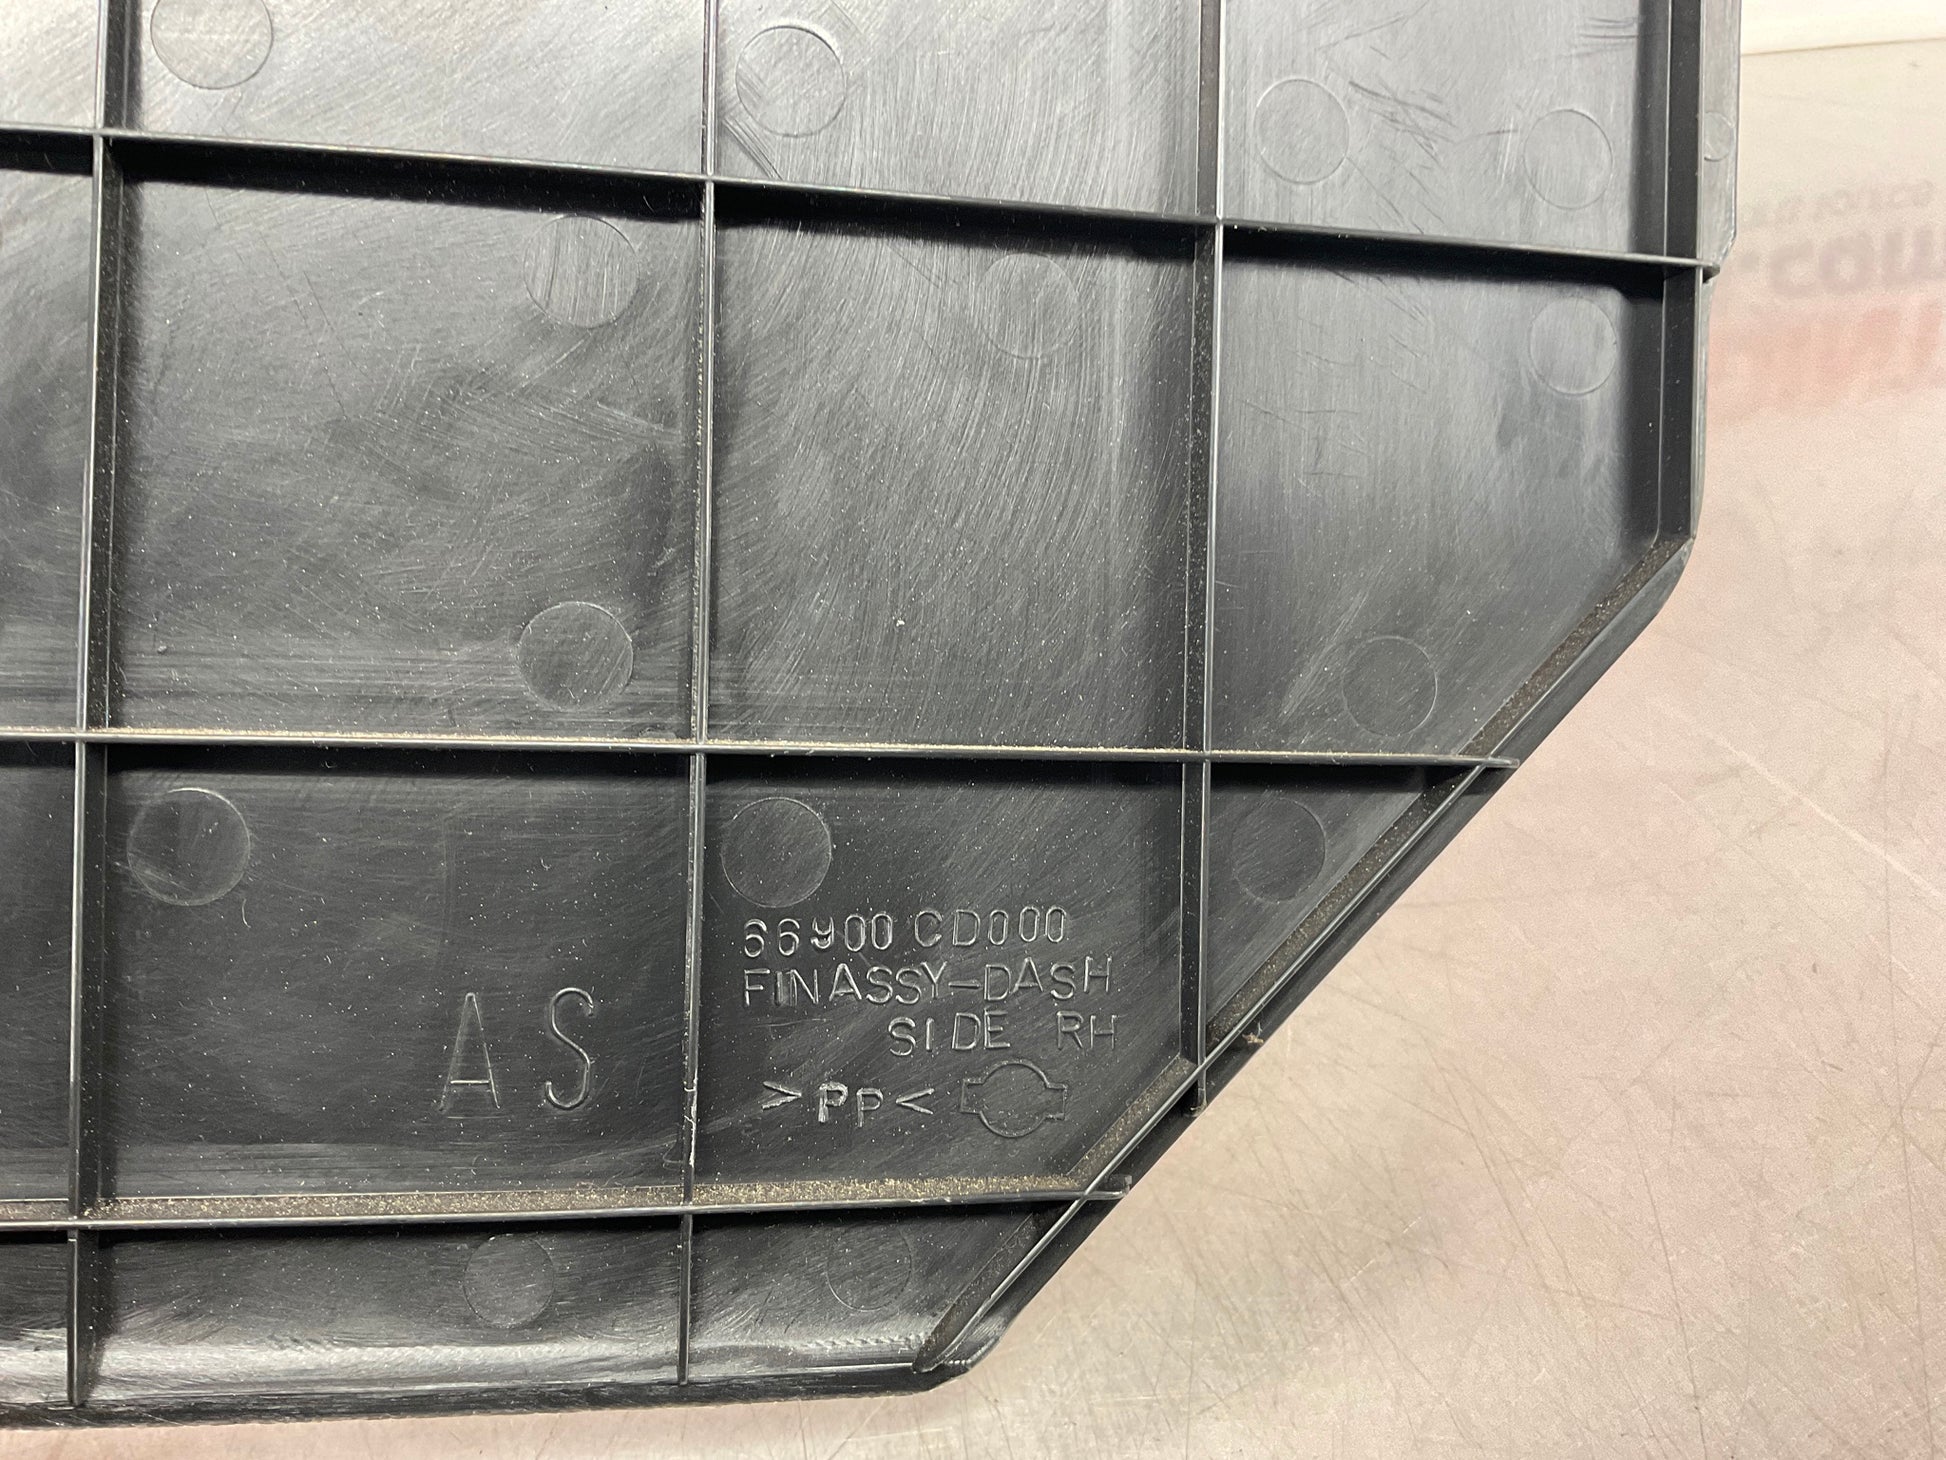 66900 CD000
FIN ASSY-DASH
SIDE RH
>PP<
AS